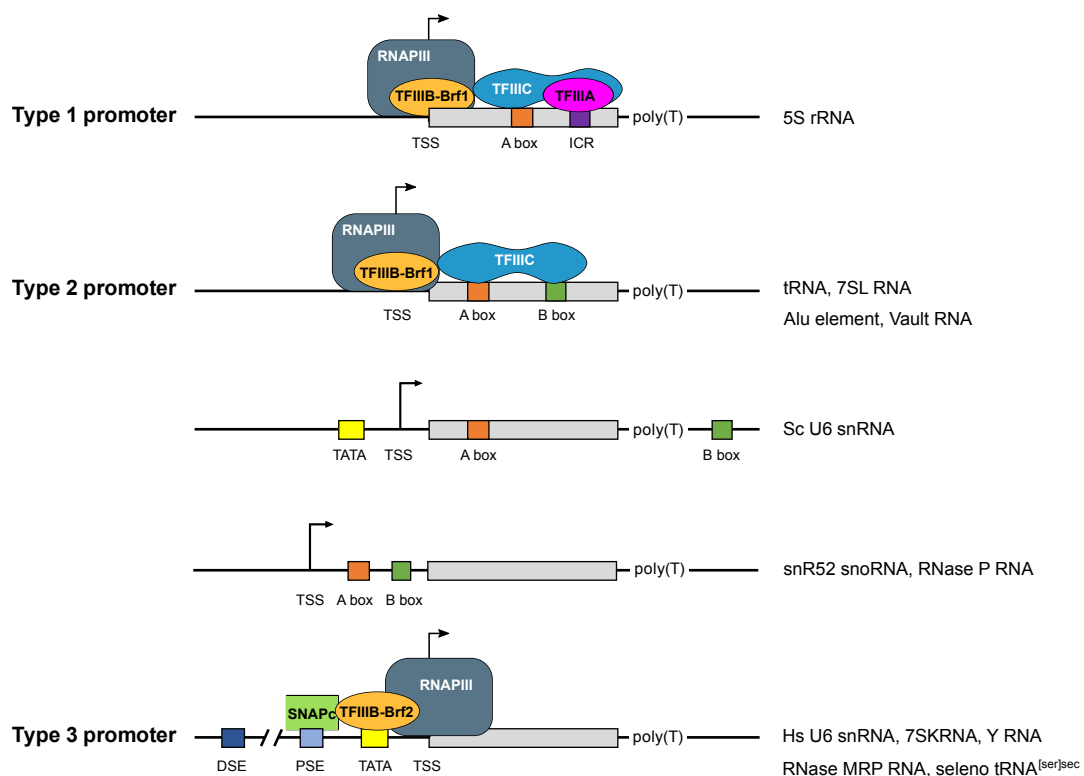 RNAPIII
TFIIIB-Brf1
TFIIIC
TFIIIA
Type 1 promoter
poly(T)
5S rRNA
TSS
A box
ICR
RNAPIII
TFIIIB-Brf1
TFIIIC
Type 2 promoter
poly(T)
tRNA, 7SL RNA
TSS
A box
B box
Alu element, Vault RNA
poly(T)
Sc U6 snRNA
TATA
TSS
A box
B box
poly(T)
snR52 snoRNA, RNase P RNA
TSS
A box
B box
RNAPIII
SNAPc
TFIIIB-Brf2
Type 3 promoter
poly(T)
Hs U6 snRNA, 7SKRNA, Y RNA
DSE
PSE
TATA
TSS
RNase MRP RNA, seleno tRNA[ser]sec